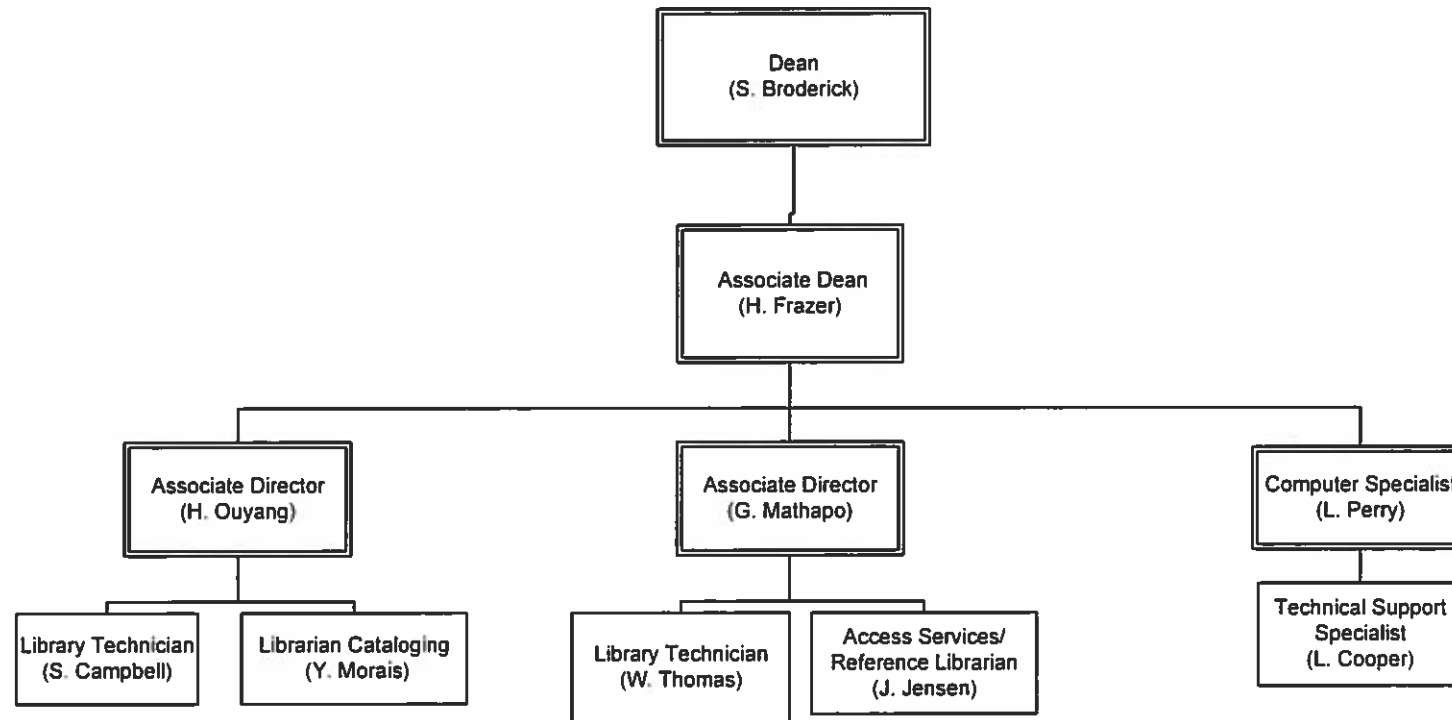 Dean
(S. Broderick)
Associate Dean
(H. Frazer)
Associate Director
(H. Ouyang)
Associate Director
(G. Mathapo)
Computer Specialist
(L. Perry)
Library Technician
(S. Campbell)
Librarian Cataloging
(Y. Morais)
Library Technician
(W. Thomas)
Access Services/
Reference Librarian
(J. Jensen)
Technical Support
Specialist
(L. Cooper)